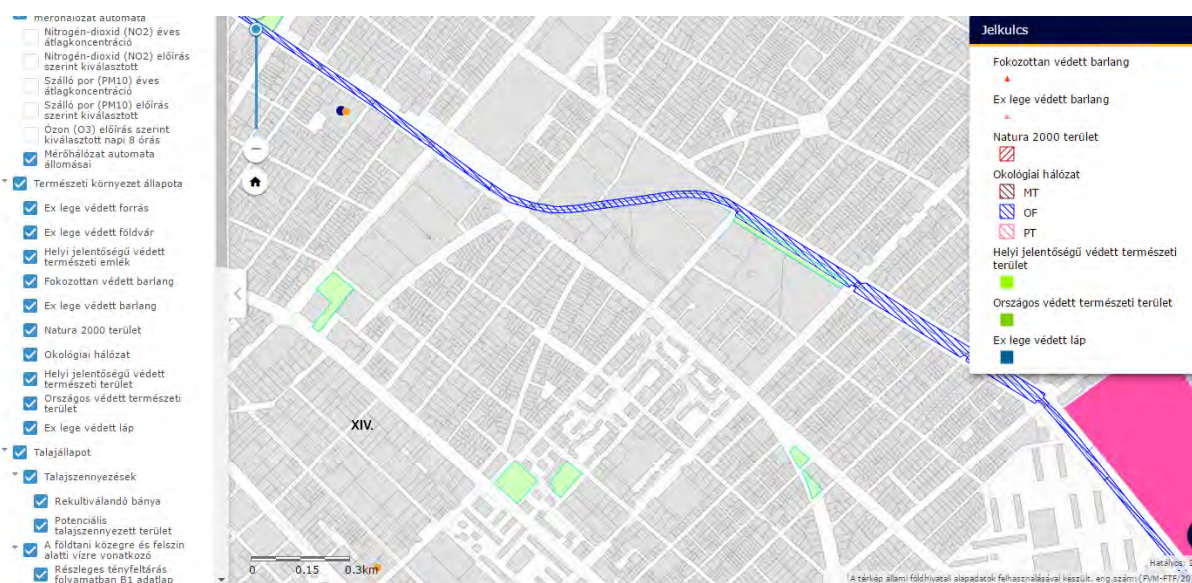 mérőhálózat automata
Nitrogén-dioxid (NO2) éves
átlagkoncentráció
Nitrogén-dioxid (NO2) előírás
szerint kiválasztott
Szálló por (PM10) éves
átlagkoncentráció
Szálló por (PM10) előírás
szerint kiválasztott
Ózon (O3) előírás szerint
kiválasztott napi 8 órás
Mérőhálózat automata
állomásai
Természeti környezet állapota
Ex lege védett forrás
Ex lege védett földvár
Helyi jelentőségű védett
természeti emlék
Fokozottan védett barlang
Ex lege védett barlang
Natura 2000 terület
Okológiai hálózat
Helyi jelentőségű védett
természeti terület
Országos védett természeti
terület
Ex lege védett láp
Talajállapot
Talajszennyezések
Rekultiválandó bánya
Potenciális
talajszennyezett terület
A földtani közegre és felszín
alatti vízre vonatkozó
Részleges tényfeltárás
folyamatban B1 adatlap
XIV.
0 0.15 0.3km
Jelkulcs
Fokozottan védett barlang
Ex lege védett barlang
Natura 2000 terület
Okológiai hálózat
MT
OF
PT
Helyi jelentőségű védett természeti
terület
Országos védett természeti terület
Ex lege védett láp
Hatályos:
A térkép állami földhivatali alapadatok felhasználásával készült. eng.szám:(FVM-FTF/2